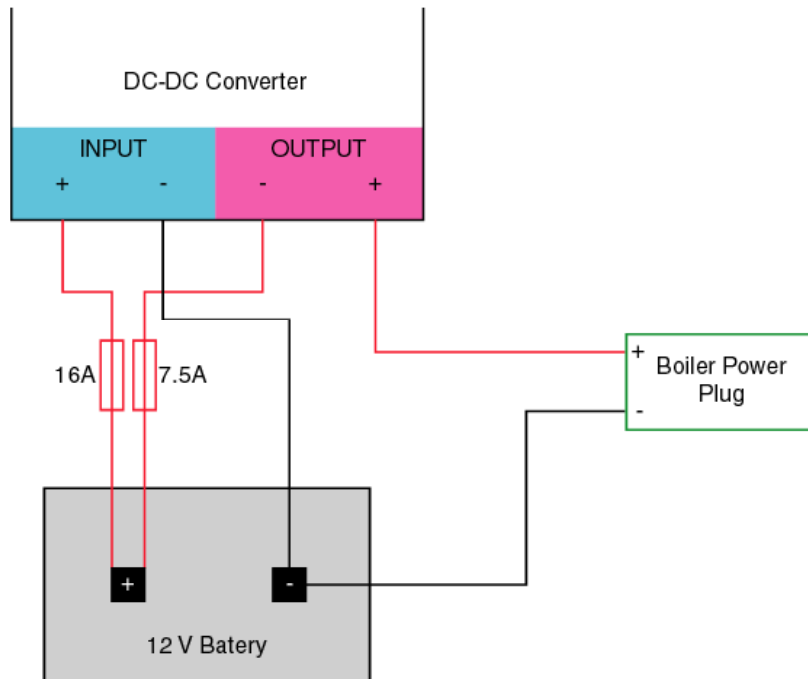 DC-DC Converter
INPUT OUTPUT
+ - - +
16A 7.5A
+ Boiler Power
- Plug
+ -
12 V Batery